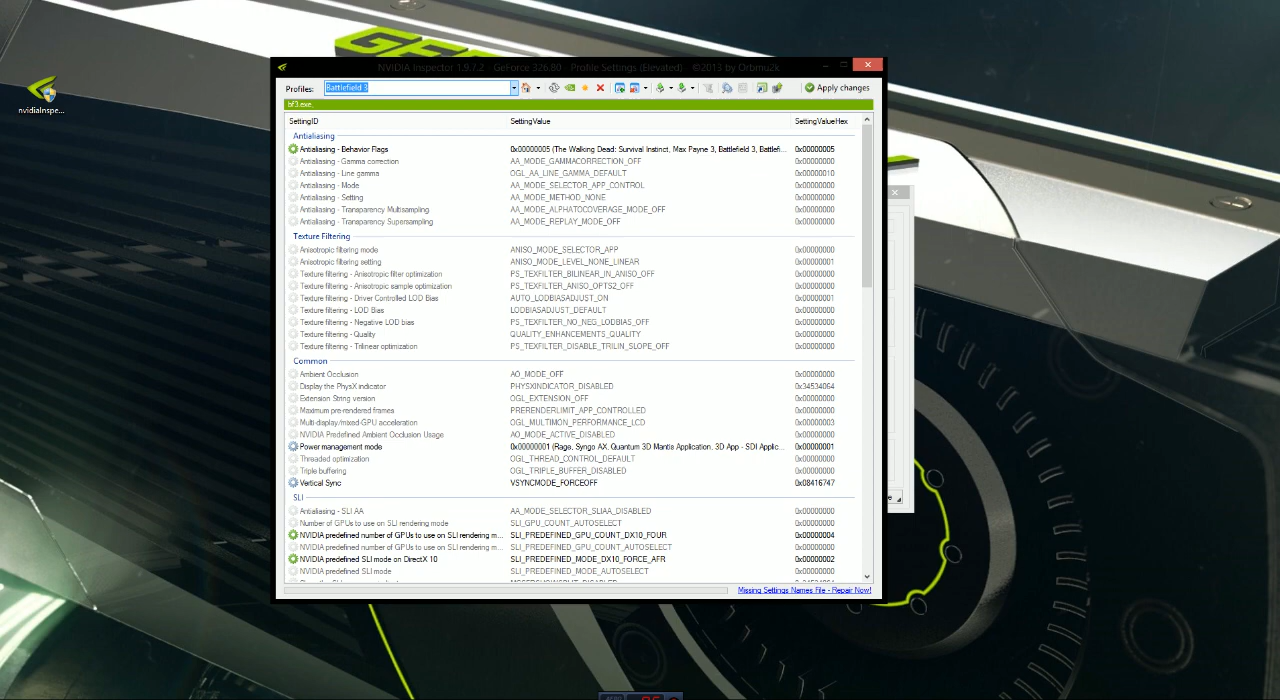 GEF
nvidiaInspe...
NVIDIA Inspector 1.9.7.2 - GeForce 326.80 - Profile Settings (Elevated) ©2013 by Orbmu2k
Profiles: Battlefield 3 Apply changes
bf3.exe,
SettingID SettingValue SettingValueHex
Antialiasing
Antialiasing - Behavior Flags 0x00000005 (The Walking Dead: Survival Instinct, Max Payne 3, Battlefield 3, Battlefi... 0x00000005
Antialiasing - Gamma correction AA_MODE_GAMMACORRECTION_OFF 0x00000000
Antialiasing - Line gamma OGL_AA_LINE_GAMMA_DEFAULT 0x00000010
Antialiasing - Mode AA_MODE_SELECTOR_APP_CONTROL 0x00000000
Antialiasing - Setting AA_MODE_METHOD_NONE 0x00000000
Antialiasing - Transparency Multisampling AA_MODE_ALPHATOCOVERAGE_MODE_OFF 0x00000000
Antialiasing - Transparency Supersampling AA_MODE_REPLAY_MODE_OFF 0x00000000
Texture Filtering
Anisotropic filtering mode ANISO_MODE_SELECTOR_APP 0x00000000
Anisotropic filtering setting ANISO_MODE_LEVEL_NONE_LINEAR 0x00000001
Texture filtering - Anisotropic filter optimization PS_TEXFILTER_BILINEAR_IN_ANISO_OFF 0x00000000
Texture filtering - Anisotropic sample optimization PS_TEXFILTER_ANISO_OPTS2_OFF 0x00000000
Texture filtering - Driver Controlled LOD Bias AUTO_LODBIASADJUST_ON 0x00000001
Texture filtering - LOD Bias LODBIASADJUST_DEFAULT 0x00000000
Texture filtering - Negative LOD bias PS_TEXFILTER_NO_NEG_LODBIAS_OFF 0x00000000
Texture filtering - Quality QUALITY_ENHANCEMENTS_QUALITY 0x00000000
Texture filtering - Trilinear optimization PS_TEXFILTER_DISABLE_TRILIN_SLOPE_OFF 0x00000000
Common
Ambient Occlusion AO_MODE_OFF 0x00000000
Display the PhysX indicator PHYSXINDICATOR_DISABLED 0x34534064
Extension String version OGL_EXTENSION_OFF 0x00000000
Maximum pre-rendered frames PRERENDERLIMIT_APP_CONTROLLED 0x00000000
Multi-display/mixed GPU acceleration OGL_MULTIMON_PERFORMANCE_LCD 0x00000003
NVIDIA Predefined Ambient Occlusion Usage AO_MODE_ACTIVE_DISABLED 0x00000000
Power management mode 0x00000001 (Rage, Syngo AX, Quantum 3D Mantle Application, 3D App - SDI Applic... 0x00000001
Threaded optimization OGL_THREAD_CONTROL_DEFAULT 0x00000000
Triple buffering OGL_TRIPLE_BUFFER_DISABLED 0x00000000
Vertical Sync VSYNCMODE_FORCEOFF 0x08416747
SLI
Antialiasing - SLI AA AA_MODE_SELECTOR_SLIAA_DISABLED 0x00000000
Number of GPUs to use on SLI rendering mode SLI_GPU_COUNT_AUTOSELECT 0x00000000
NVIDIA predefined number of GPUs to use on SLI rendering m... SLI_PREDEFINED_GPU_COUNT_DX10_FOUR 0x00000004
NVIDIA predefined number of GPUs to use on SLI rendering m... SLI_PREDEFINED_GPU_COUNT_AUTOSELECT 0x00000000
NVIDIA predefined SLI mode on DirectX 10 SLI_PREDEFINED_MODE_DX10_FORCE_AFR 0x00000002
NVIDIA predefined SLI mode SLI_PREDEFINED_MODE_AUTOSELECT 0x00000000
Missing Settings Names File - Repair Now!